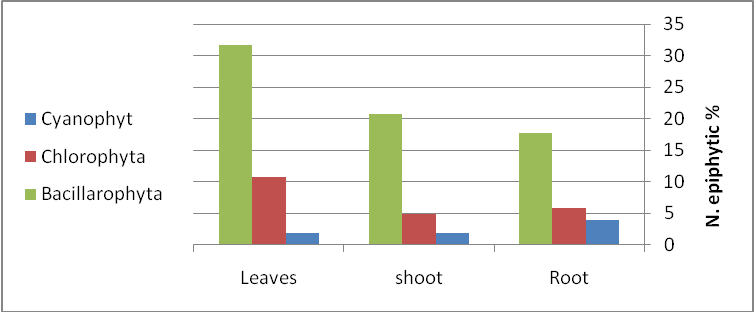 Cyanophyt
Chlorophyta
Bacillarophyta
35
30
25
20
15
10
5
0
N. epiphytic %
Leaves shoot Root